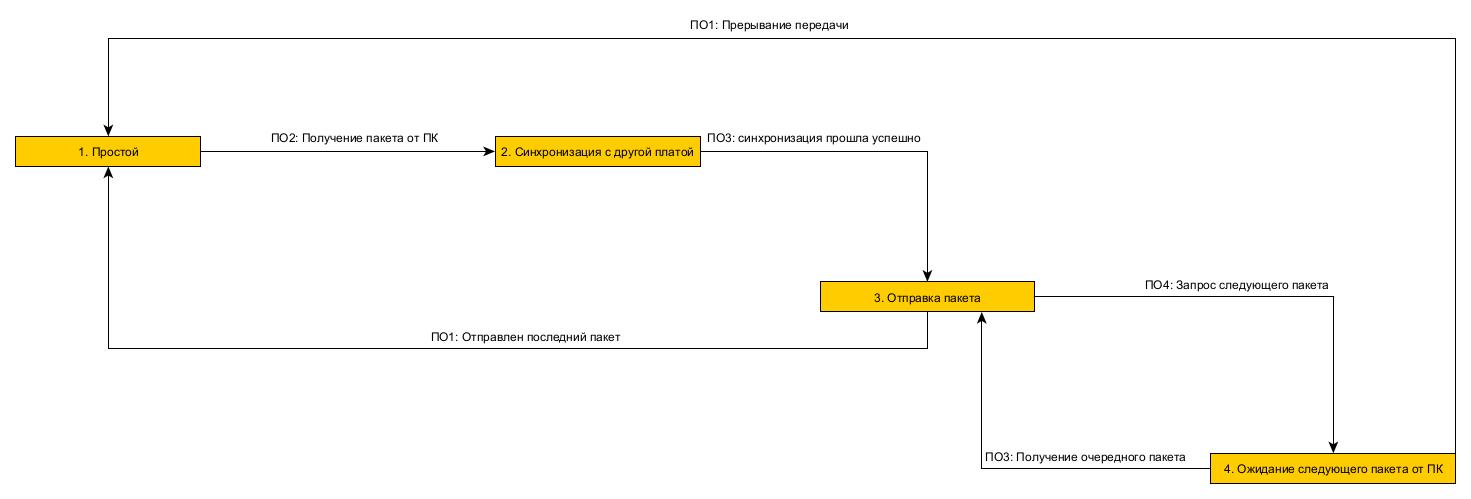 ПО1: Прерывание передачи
1. Простой
ПО2: Получение пакета от ПК
2. Синхронизация с другой платой
ПО3: синхронизация прошла успешно
3. Отправка пакета
ПО4: Запрос следующего пакета
ПО1: Отправлен последний пакет
ПО3: Получение очередного пакета
4. Ожидание следующего пакета от ПК